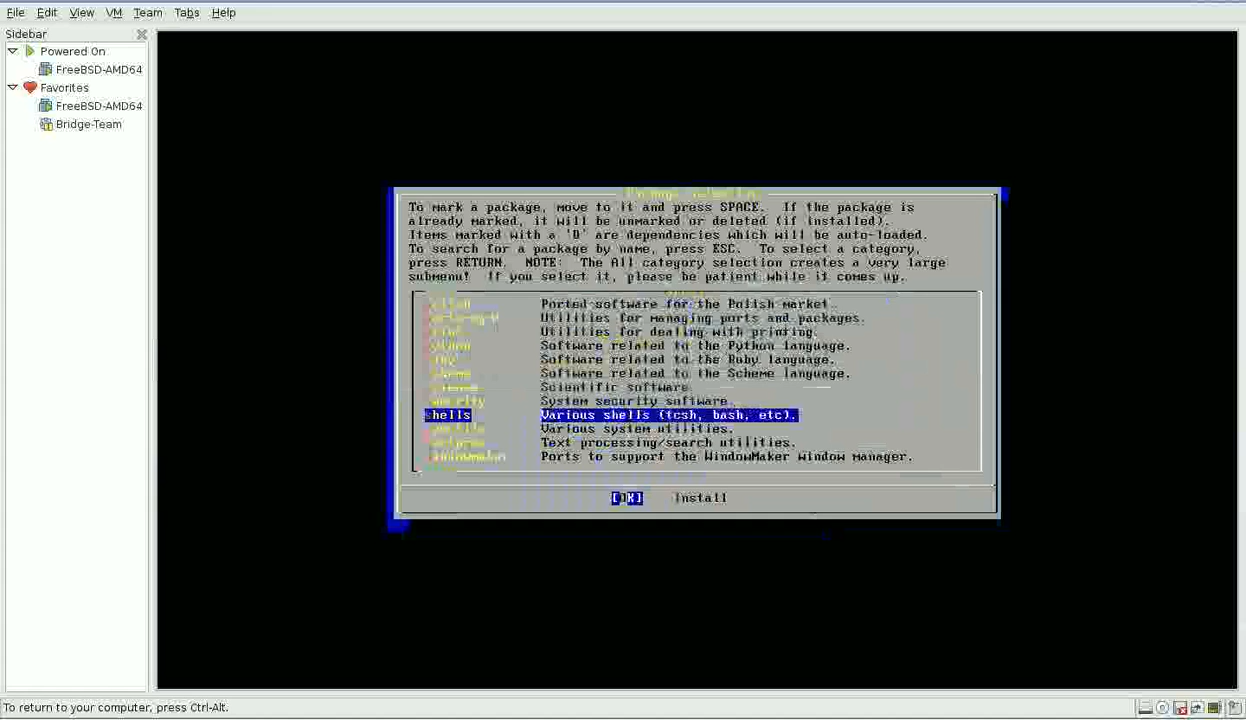 File Edit View VM Team Tabs Help
Sidebar
Powered On
FreeBSD-AMD64
Favorites
FreeBSD-AMD64
Bridge-Team
To mark a package, move to it and press SPACE. If the package is
already marked, it will be unmarked or deleted (if installed).
Items marked with a 'D' are dependencies which will be auto-loaded.
To search for a package by name, press ESC. To select a category,
press RETURN. NOTE: The All category selection creates a very large
submenu! If you select it, please be patient while it comes up.
Ported software for the Polish market.
Utilities for managing ports and packages.
Utilities for dealing with printing.
Software related to the Python language.
Software related to the Ruby language.
Software related to the Scheme language.
Scientific software.
System security software.
shells Various shells (tcsh, bash, etc).
Various system utilities.
Text processing/search utilities.
Ports to support the WindowMaker window manager.
[OK] Install
To return to your computer, press Ctrl-Alt.